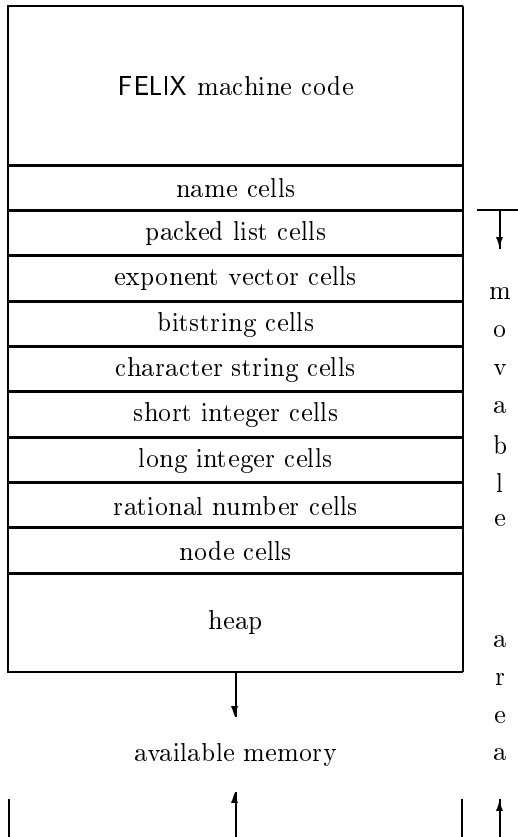 FELIX machine code
name cells
packed list cells
exponent vector cells
bitstring cells
character string cells
short integer cells
long integer cells
rational number cells
node cells
heap
available memory
m
o
v
a
b
l
e
a
r
e
a